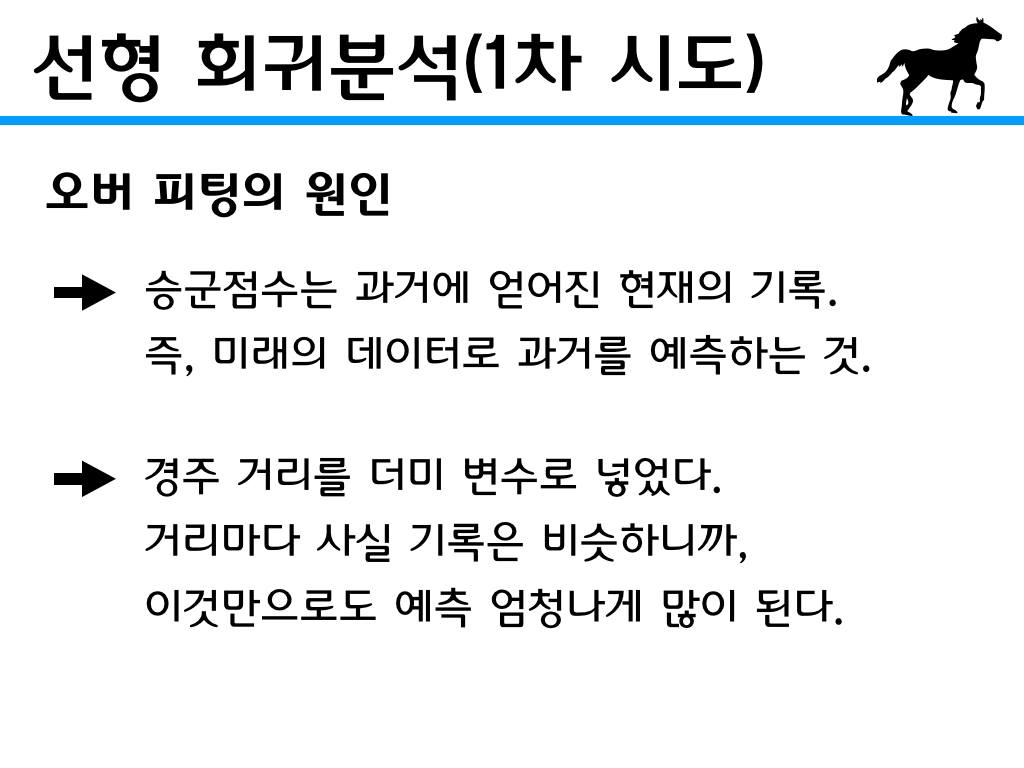 선형 회귀분석(1차 시도)
오버 피팅의 원인
승군점수는 과거에 얻어진 현재의 기록.
즉, 미래의 데이터로 과거를 예측하는 것.
경주 거리를 더미 변수로 넣었다.
거리마다 사실 기록은 비슷하니까,
이것만으로도 예측 엄청나게 많이 된다.